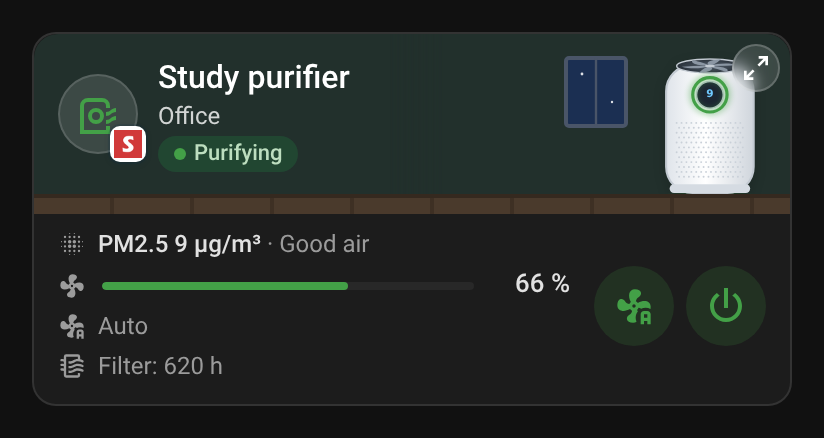 Study purifier
Office
S
Purifying
9
PM2.5 9 µg/m³ · Good air
66 %
Auto
Filter: 620 h